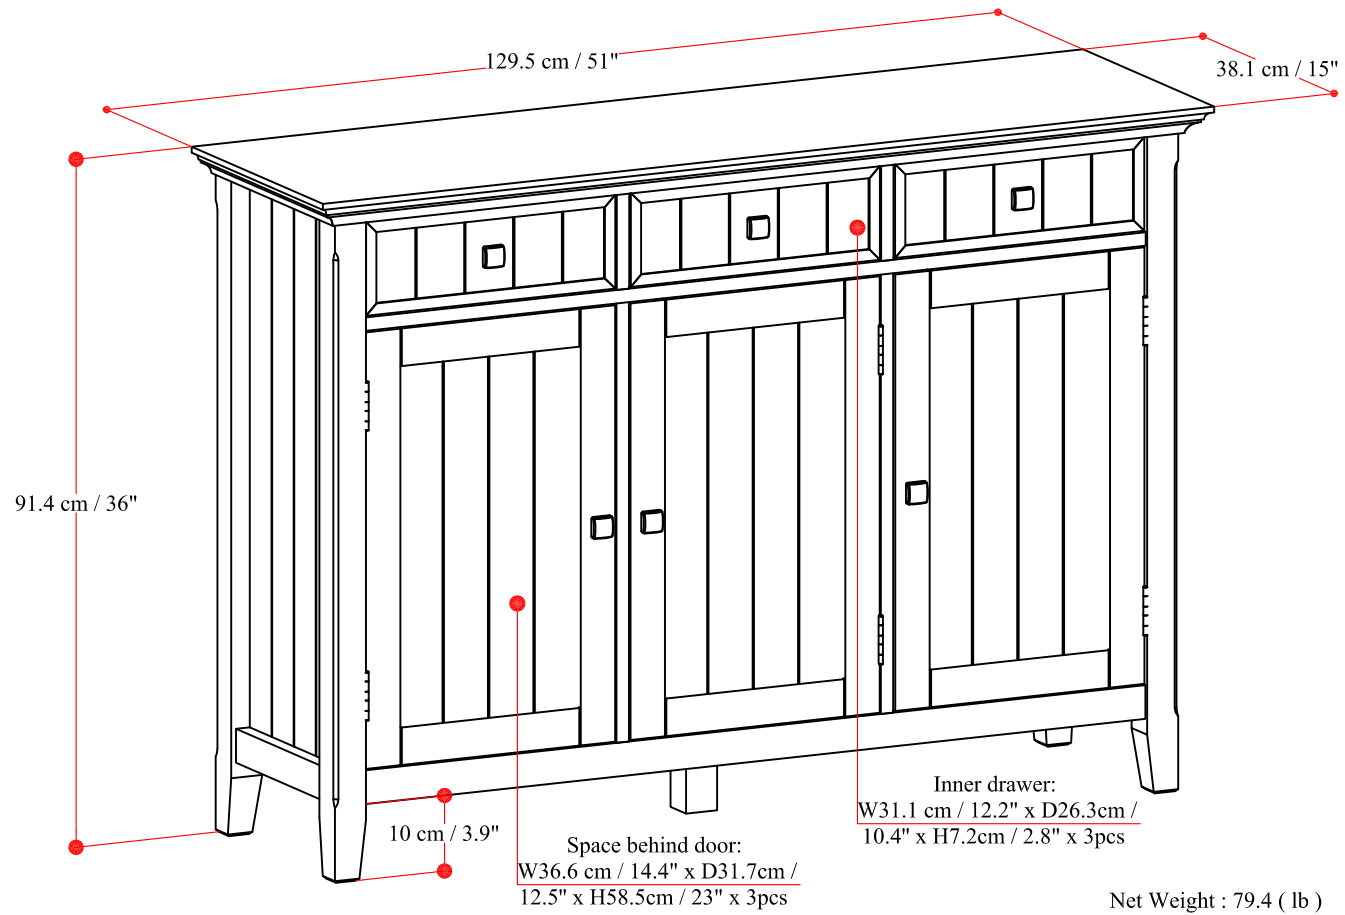 129.5 cm / 51"
38.1 cm / 15"
91.4 cm / 36"
10 cm / 3.9"
Space behind door:
W36.6 cm / 14.4" x D31.7cm /
12.5" x H58.5cm / 23" x 3pcs
Inner drawer:
W31.1 cm / 12.2" x D26.3cm /
10.4" x H7.2cm / 2.8" x 3pcs
Net Weight : 79.4 ( lb )